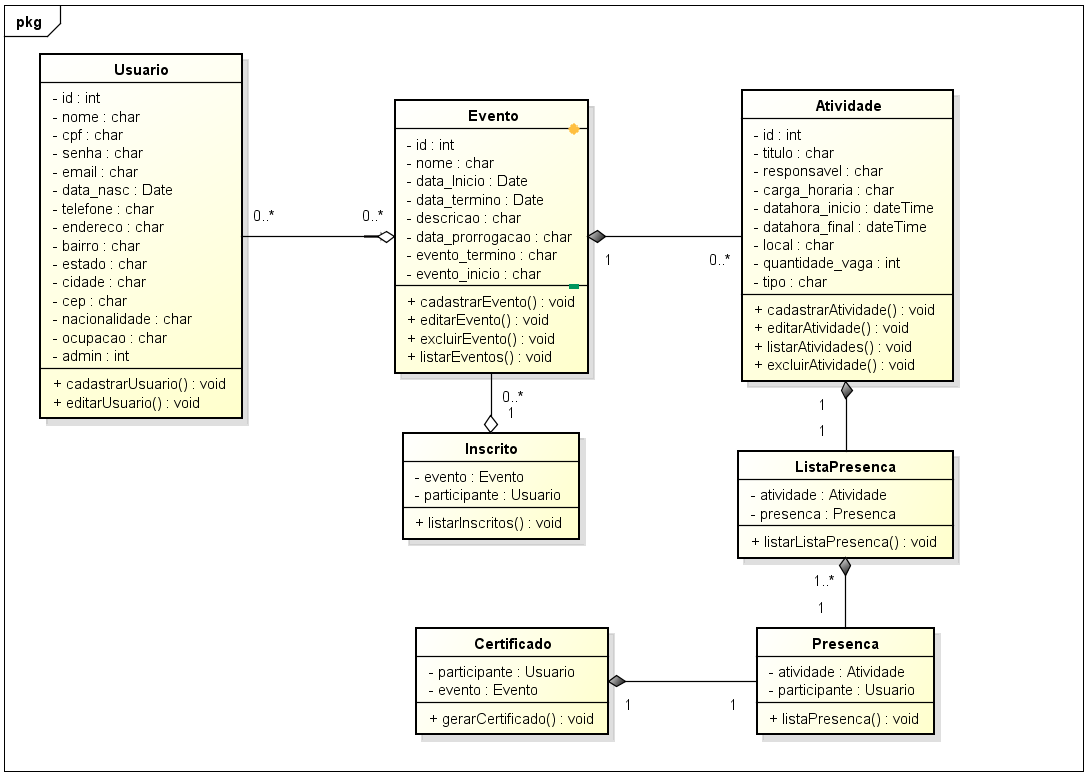 pkg
Usuario
- id : int
- nome : char
- cpf : char
- senha : char
- email : char
- data_nasc : Date
- telefone : char
- endereco : char
- bairro : char
- estado : char
- cidade : char
- cep : char
- nacionalidade : char
- ocupacao : char
- admin : int
+ cadastrarUsuario() : void
+ editarUsuario() : void
0..*
0..*
Evento
- id : int
- nome : char
- data_Inicio : Date
- data_termino : Date
- descricao : char
- data_prorrogacao : char
- evento_termino : char
- evento_inicio : char
+ cadastrarEvento() : void
+ editarEvento() : void
+ excluirEvento() : void
+ listarEventos() : void
1
0..*
Atividade
- id : int
- titulo : char
- responsavel : char
- carga_horaria : char
- datahora_inicio : dateTime
- datahora_final : dateTime
- local : char
- quantidade_vaga : int
- tipo : char
+ cadastrarAtividade() : void
+ editarAtividade() : void
+ listarAtividades() : void
+ excluirAtividade() : void
0..*
1
1
1
Inscrito
- evento : Evento
- participante : Usuario
+ listarInscritos() : void
ListaPresenca
- atividade : Atividade
- presenca : Presenca
+ listarListaPresenca() : void
1..*
1
Certificado
- participante : Usuario
- evento : Evento
+ gerarCertificado() : void
1
1
Presenca
- atividade : Atividade
- participante : Usuario
+ listaPresenca() : void